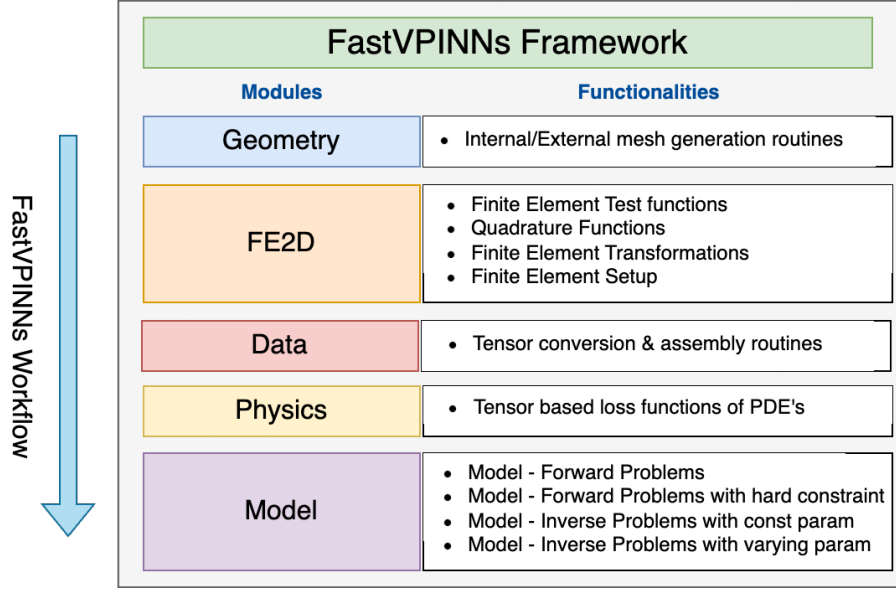 FastVPINNs Framework
Modules
Functionalities
Geometry
• Internal/External mesh generation routines
FE2D
• Finite Element Test functions
• Quadrature Functions
• Finite Element Transformations
• Finite Element Setup
Data
• Tensor conversion & assembly routines
Physics
• Tensor based loss functions of PDE's
Model
• Model - Forward Problems
• Model - Forward Problems with hard constraint
• Model - Inverse Problems with const param
• Model - Inverse Problems with varying param
FastVPINNs Workflow